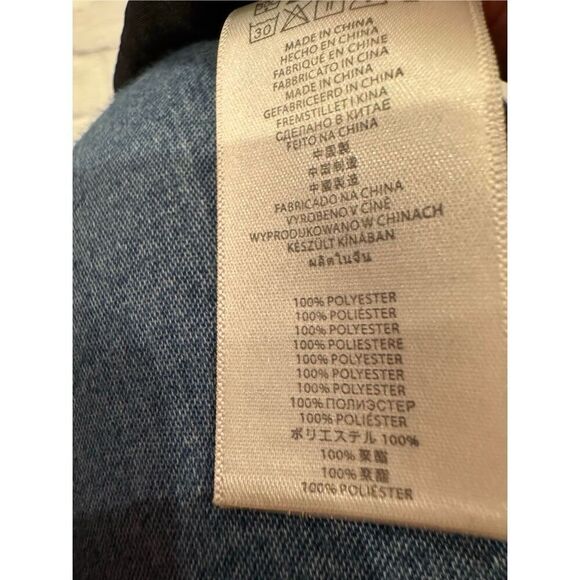 30
MADE IN CHINA
HECHO EN CHINA
FABRIQUÉ EN CHINE
FABBRICATO IN CINA
MADE IN CHINA
GEFABRICEERD IN CHINA
FREMSTILLET I KINA
СДЕЛАНО В КИТАЕ
FEITO NA CHINA
中国製
中国制造
中國製造
FABRICADO NA CHINA
VYROBENO V ČÍNĚ
WYPRODUKOWANO W CHINACH
KÉSZÜLT KÍNÁBAN
ผลิตในจีน
100% POLYESTER
100% POLIÉSTER
100% POLYESTER
100% POLIESTERE
100% POLYESTER
100% POLYESTER
100% POLYESTER
100% ПОЛИЭСТЕР
100% POLIÉSTER
ポリエステル 100%
100% 聚酯
100% 聚酯
100% POLIÉSTER